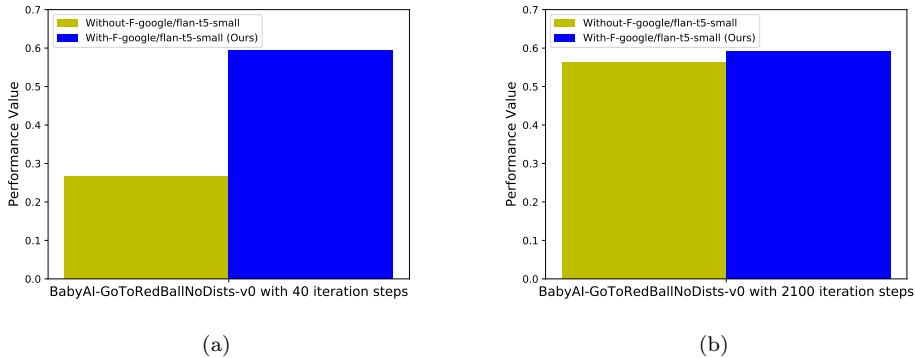 0.7
0.6
0.5
0.4
0.3
0.2
0.1
0.0
Performance Value
Without-F-google/flan-t5-small
With-F-google/flan-t5-small (Ours)
BabyAI-GoToRedBallNoDists-v0 with 40 iteration steps
(a)
0.7
0.6
0.5
0.4
0.3
0.2
0.1
0.0
Performance Value
Without-F-google/flan-t5-small
With-F-google/flan-t5-small (Ours)
BabyAI-GoToRedBallNoDists-v0 with 2100 iteration steps
(b)